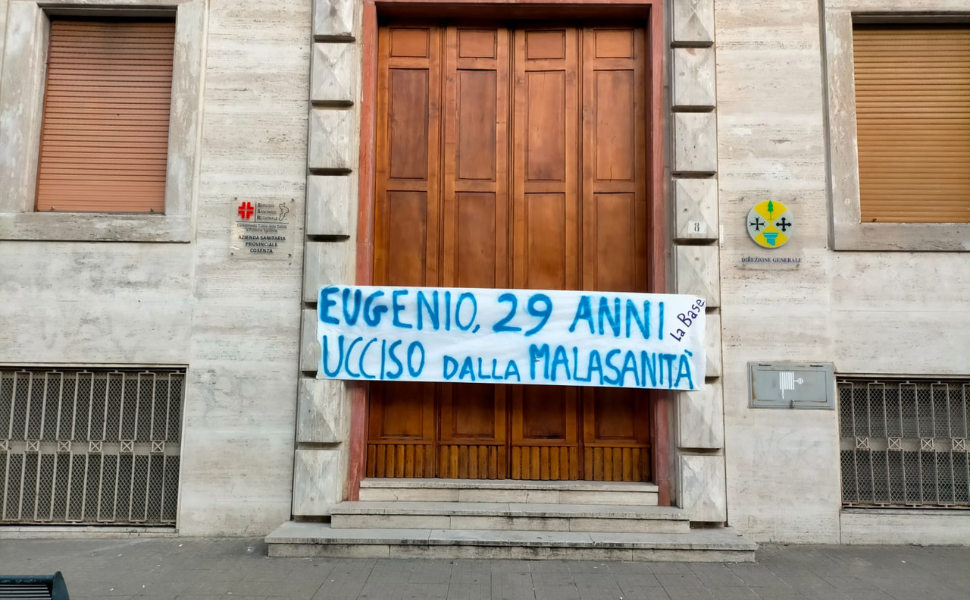 AZIENDA SANITARIA
PROVINCIALE
COSENZA
EUGENIO, 29 ANNI
UCCISO DALLA MALASANITÀ
La Base
8
DIREZIONE GENERALE